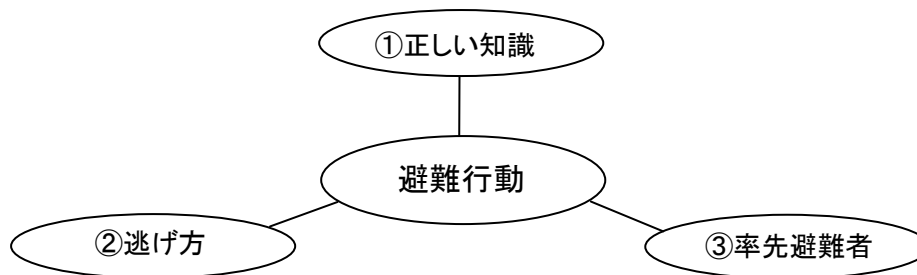 ①正しい知識
避難行動
②逃げ方
③率先避難者